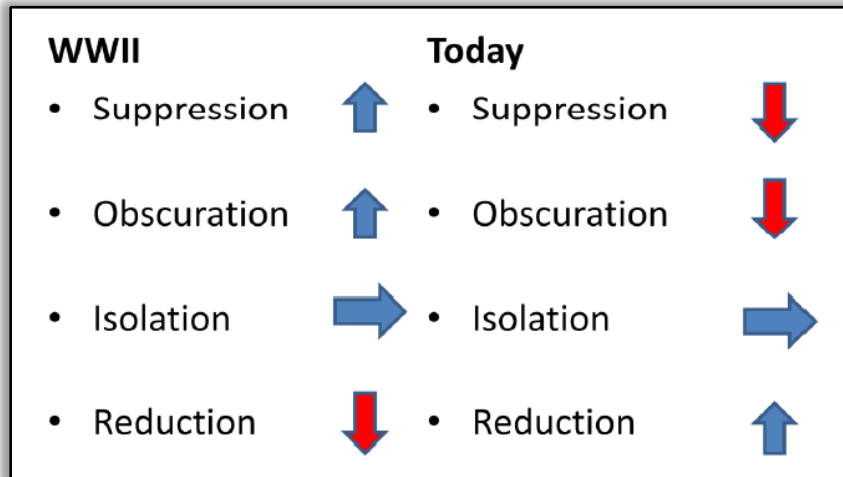 WWII Today
• Suppression • Suppression
• Obscuration • Obscuration
• Isolation • Isolation
• Reduction • Reduction